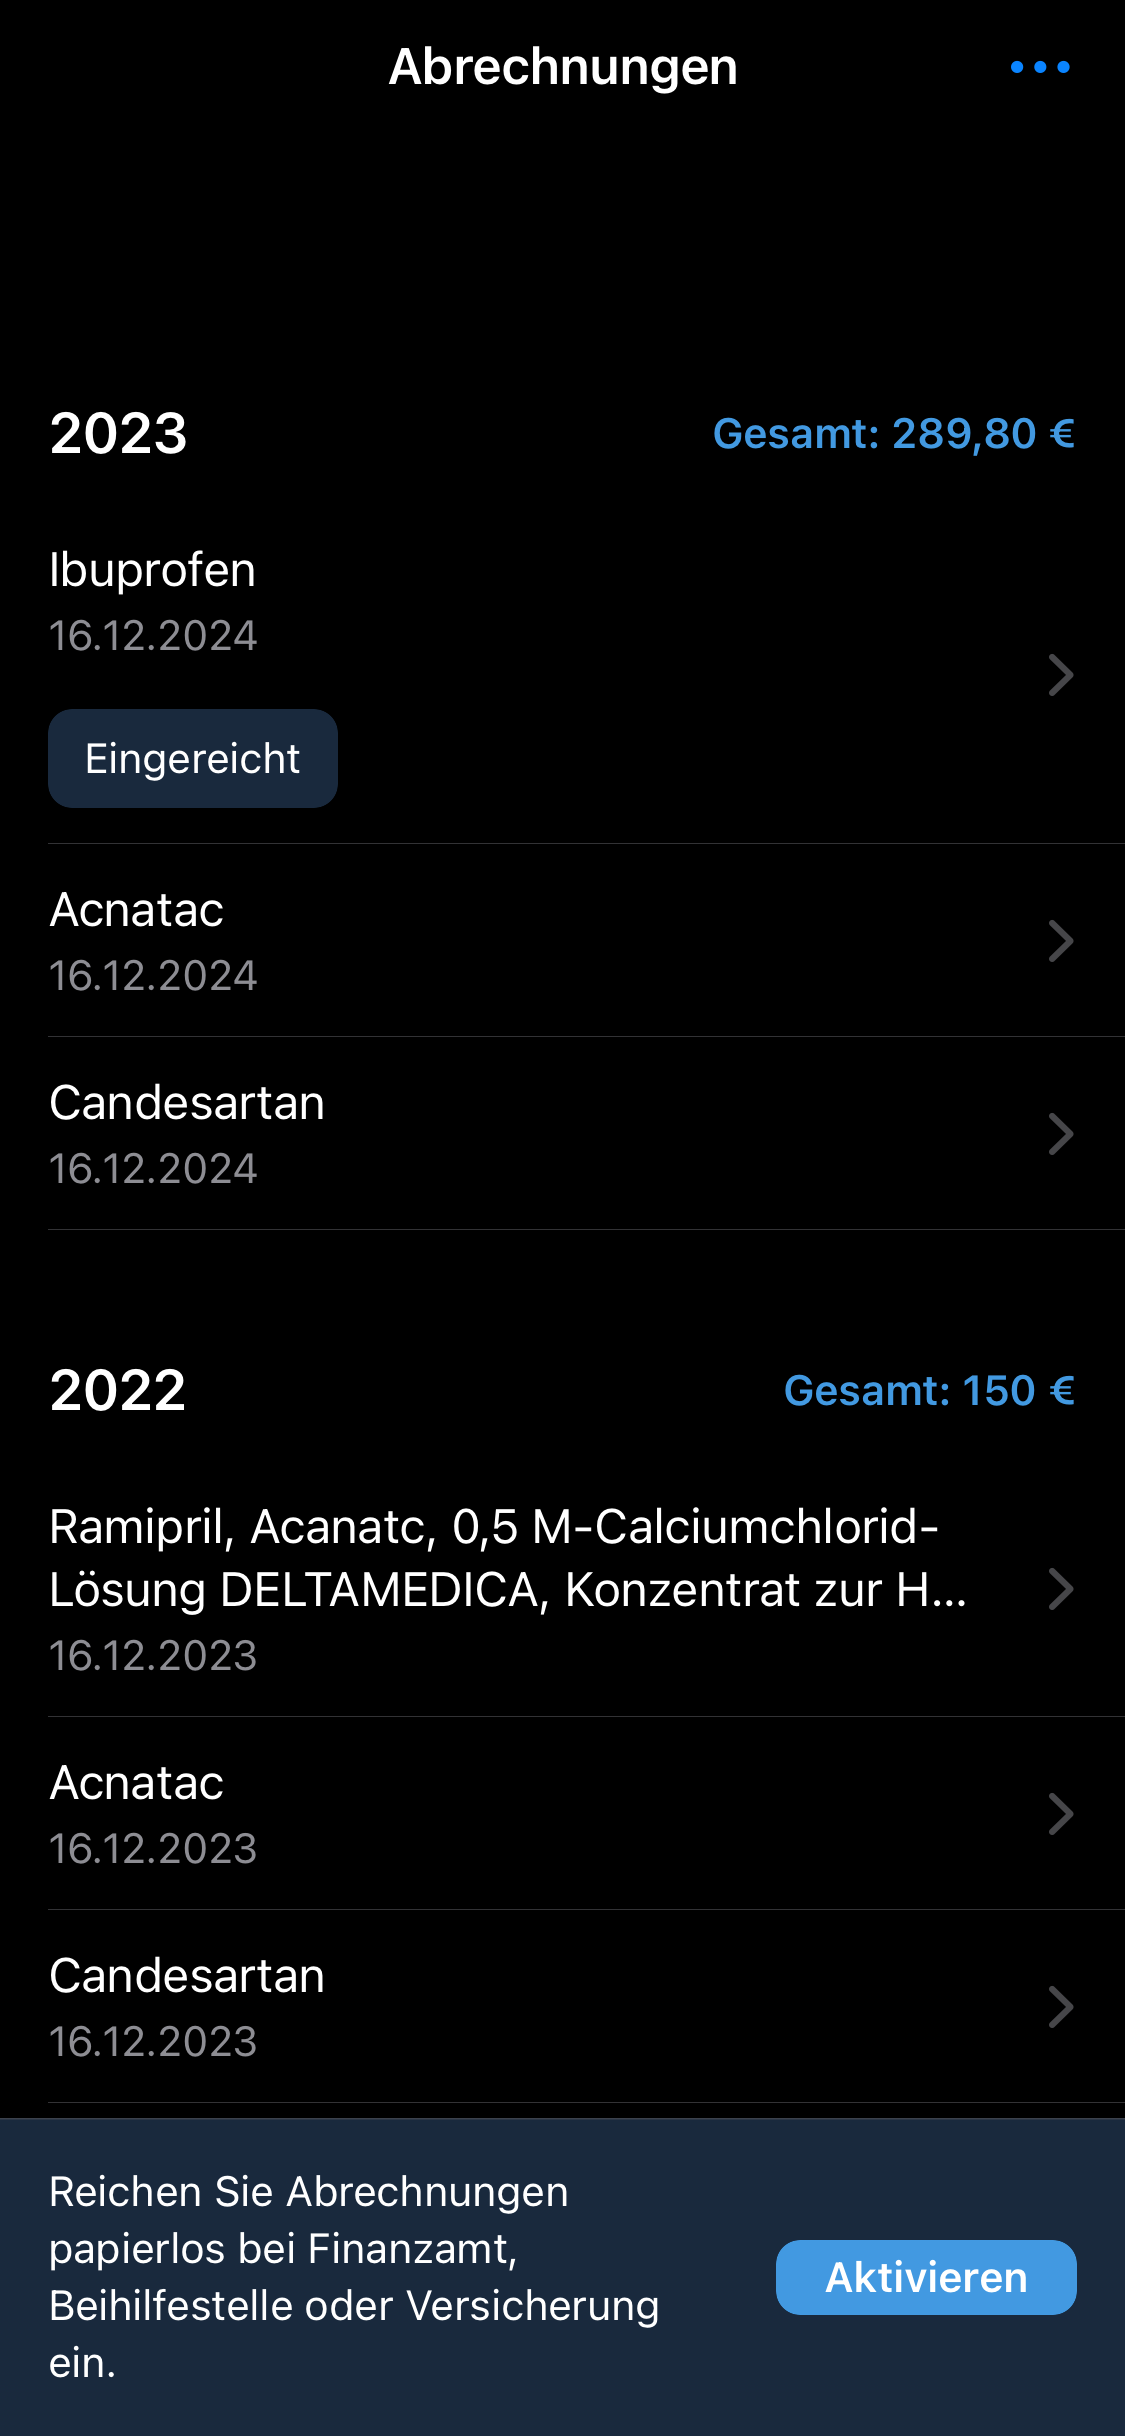 Abrechnungen
2023
Gesamt: 289,80 €
Ibuprofen
16.12.2024
Eingereicht
Acnatac
16.12.2024
Candesartan
16.12.2024
2022
Gesamt: 150 €
Ramipril, Acanatc, 0,5 M-Calciumchlorid-
Lösung DELTAMEDICA, Konzentrat zur H...
16.12.2023
Acnatac
16.12.2023
Candesartan
16.12.2023
Reichen Sie Abrechnungen
papierlos bei Finanzamt,
Beihilfestelle oder Versicherung
ein.
Aktivieren